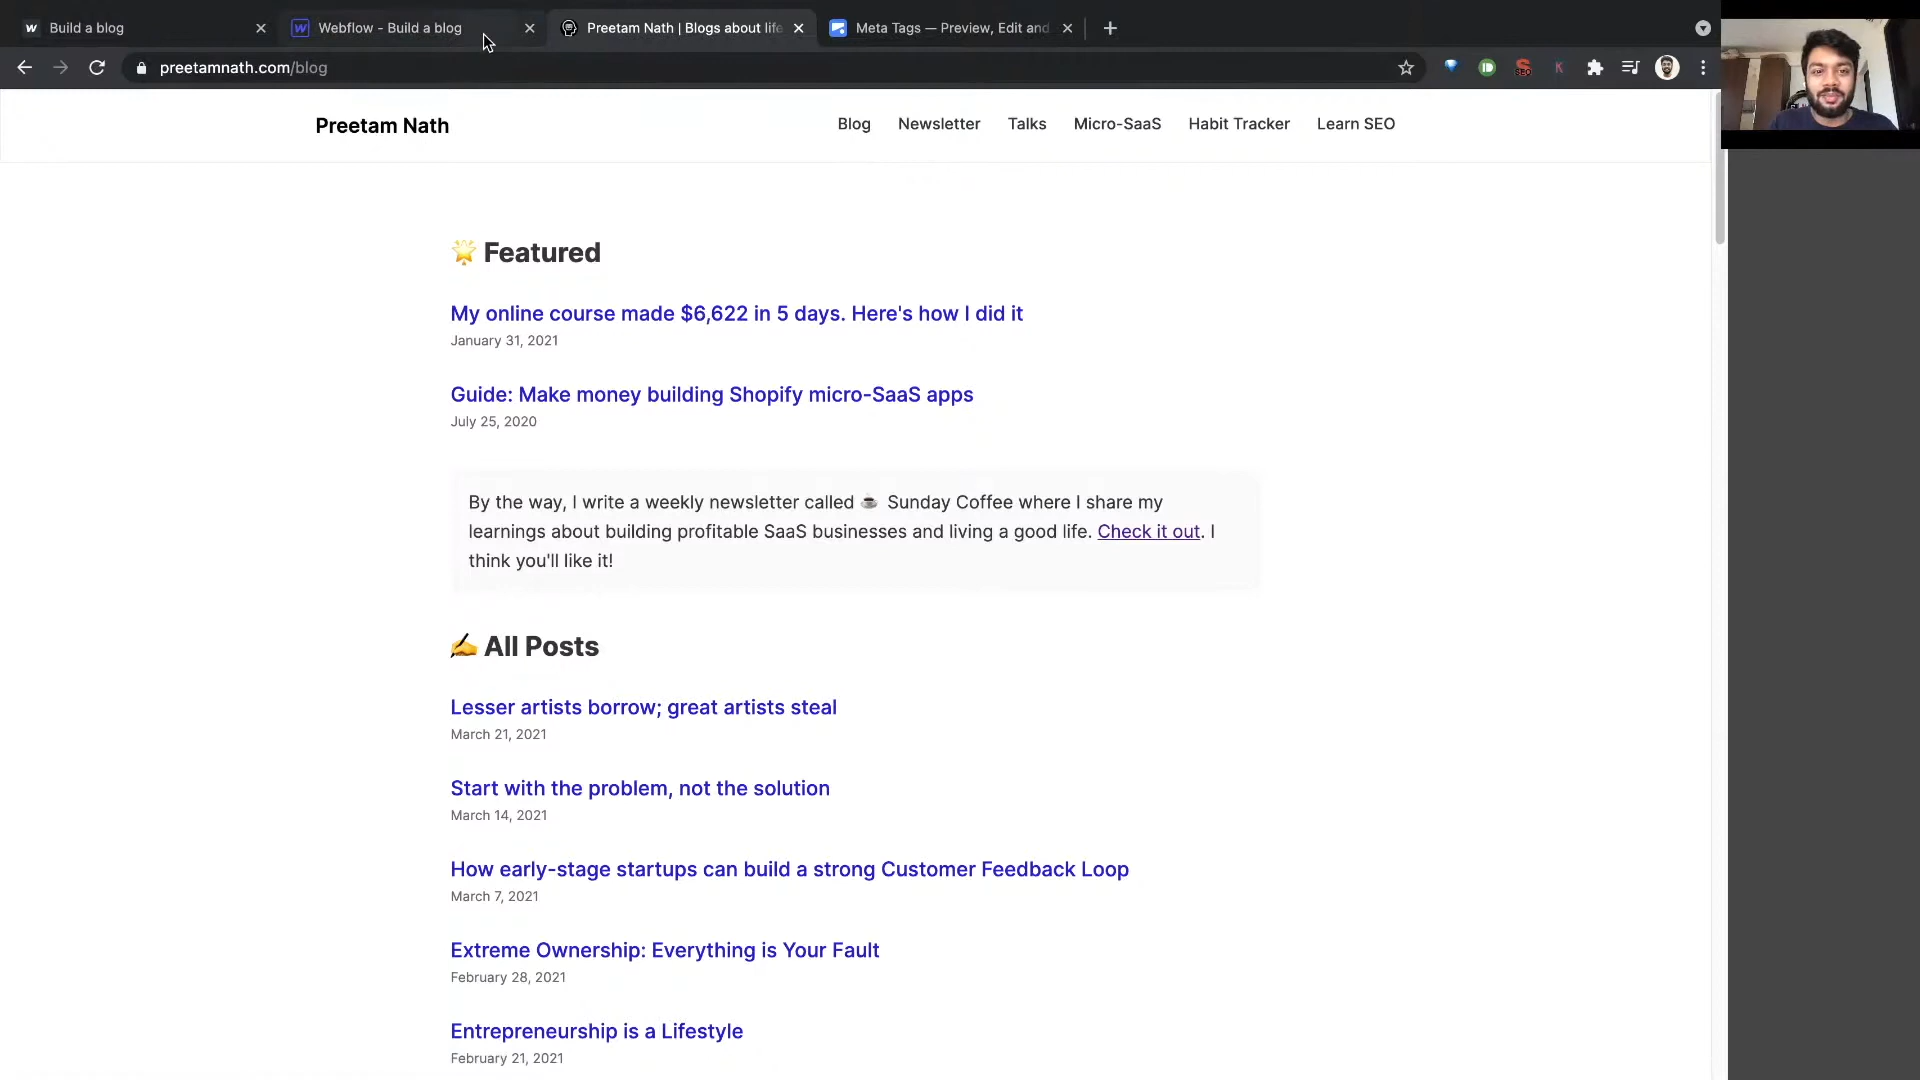 Build a blog
Webflow - Build a blog
Preetam Nath | Blogs about life
Meta Tags — Preview, Edit and
preetamnath.com/blog
Preetam Nath
Blog
Newsletter
Talks
Micro-SaaS
Habit Tracker
Learn SEO
🌟 Featured
My online course made $6,622 in 5 days. Here's how I did it
January 31, 2021
Guide: Make money building Shopify micro-SaaS apps
July 25, 2020
By the way, I write a weekly newsletter called ☕ Sunday Coffee where I share my
learnings about building profitable SaaS businesses and living a good life. Check it out. I
think you'll like it!
✍️ All Posts
Lesser artists borrow; great artists steal
March 21, 2021
Start with the problem, not the solution
March 14, 2021
How early-stage startups can build a strong Customer Feedback Loop
March 7, 2021
Extreme Ownership: Everything is Your Fault
February 28, 2021
Entrepreneurship is a Lifestyle
February 21, 2021